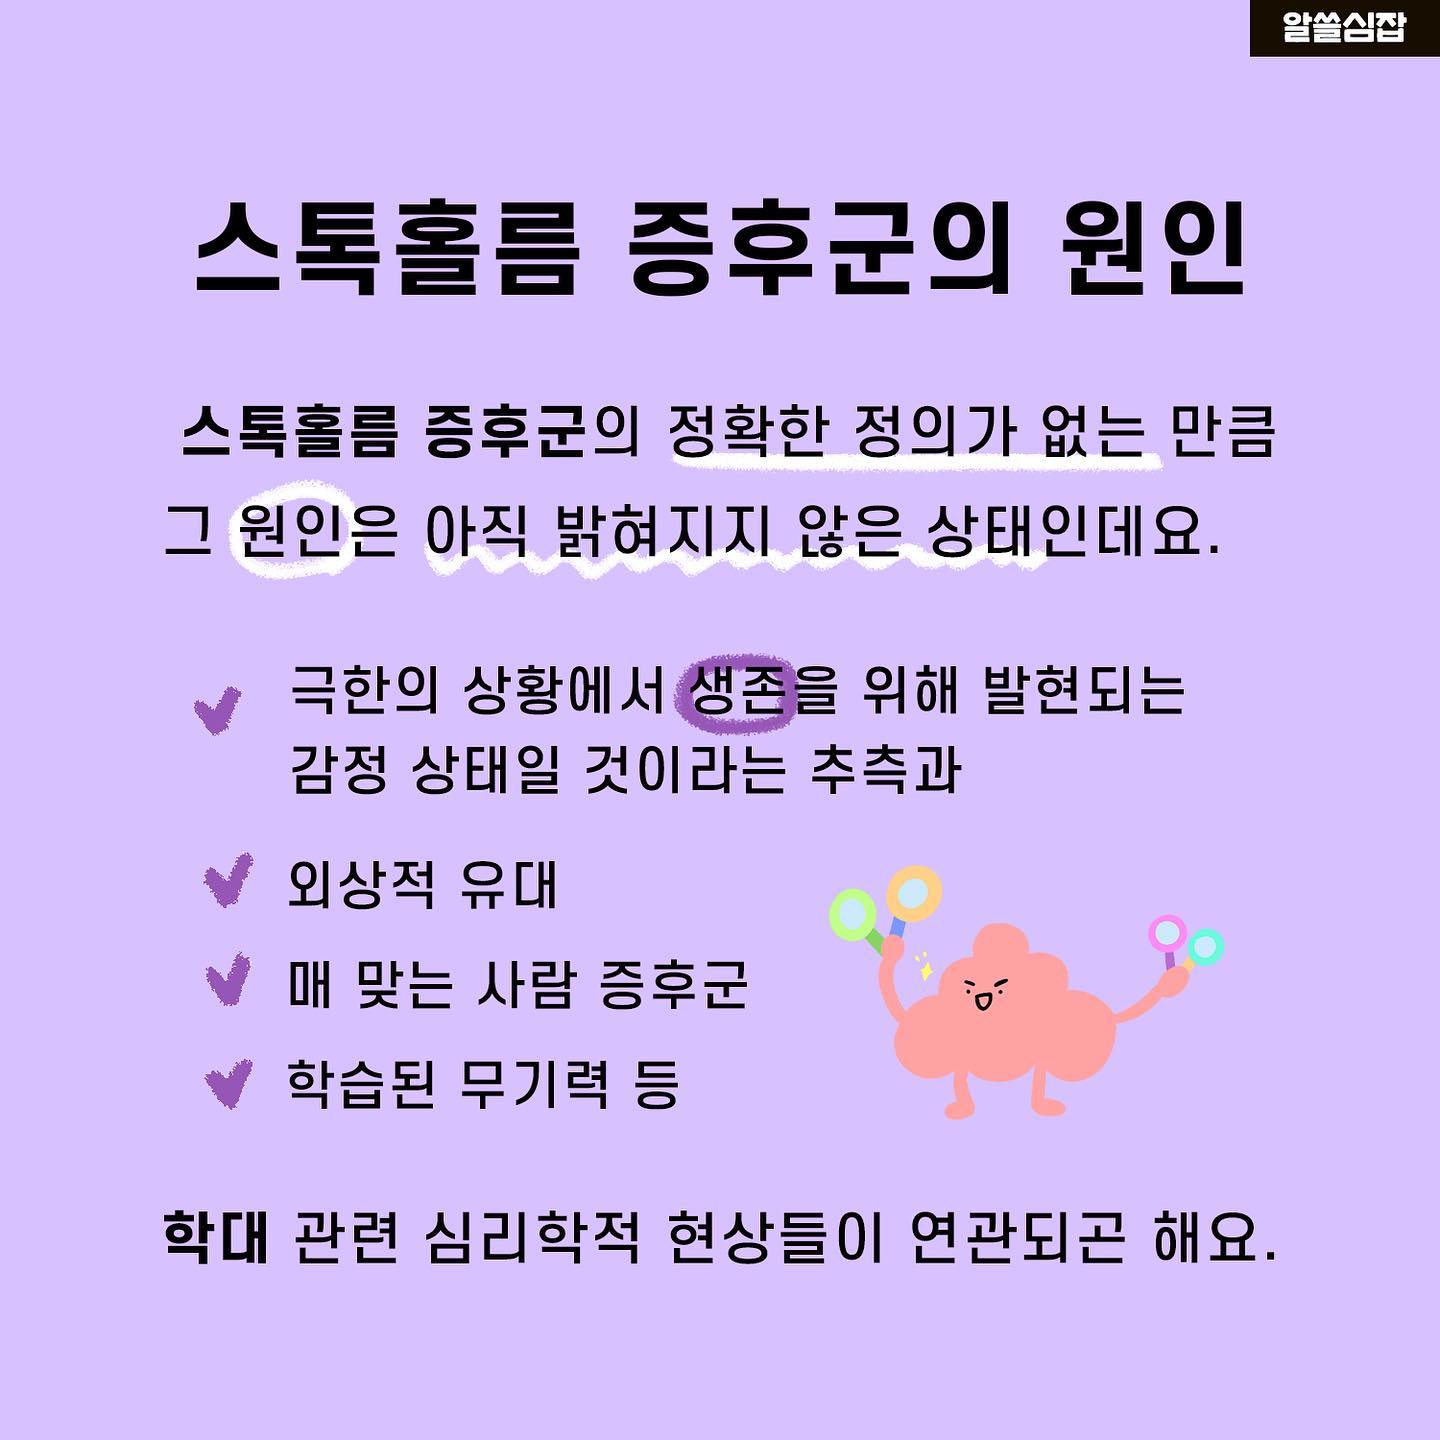 알쓸심잡
스톡홀름 증후군의 원인
스톡홀름 증후군의 정확한 정의가 없는 만큼
그 원인은 아직 밝혀지지 않은 상태인데요.
극한의 상황에서 생존을 위해 발현되는
감정 상태일 것이라는 추측과
외상적 유대
매 맞는 사람 증후군
학습된 무기력 등
학대 관련 심리학적 현상들이 연관되곤 해요.